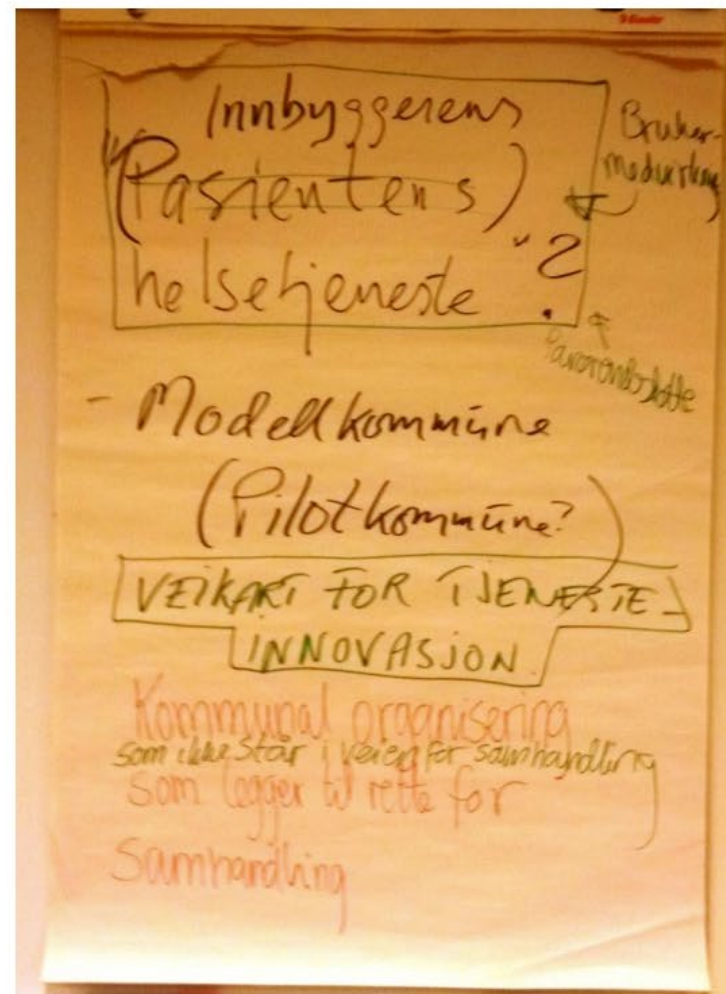 Innbyggerens
"(Pasientens)
helsetjeneste"?
Bruker-
medvirkning
Pårørendestøtte
- Modellkommune
(Pilotkommune?)
VEIKART FOR TJENESTE-
INNOVASJON.
Kommunal organisering
som ikke står i veien for samhandling
som legger til rette for
samhandling